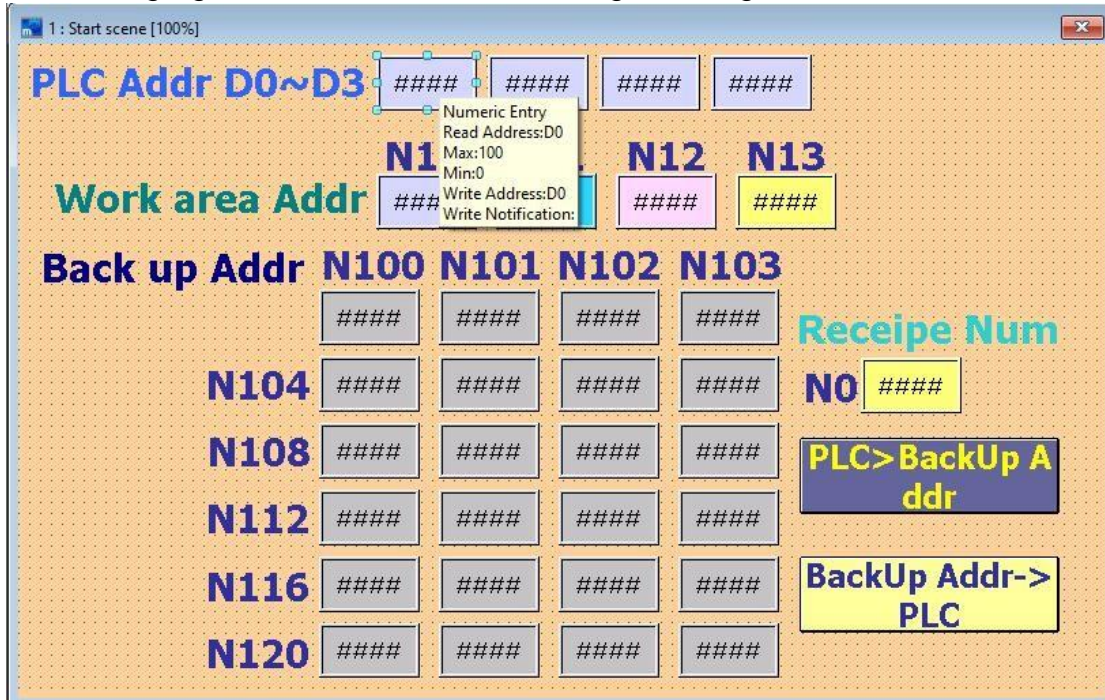 1 : Start scene [100%]
PLC Addr D0~D3 #### #### #### ####
Numeric Entry
Read Address:D0
Max:100
Min:0
Write Address:D0
Write Notification:
N12 N13
Work area Addr #### ####
Back up Addr N100 N101 N102 N103
#### #### #### ####
Receipe Num
N104 #### #### #### ####
N0 ####
N108 #### #### #### ####
PLC>BackUp A
ddr
N112 #### #### #### ####
N116 #### #### #### ####
BackUp Addr->
PLC
N120 #### #### #### ####